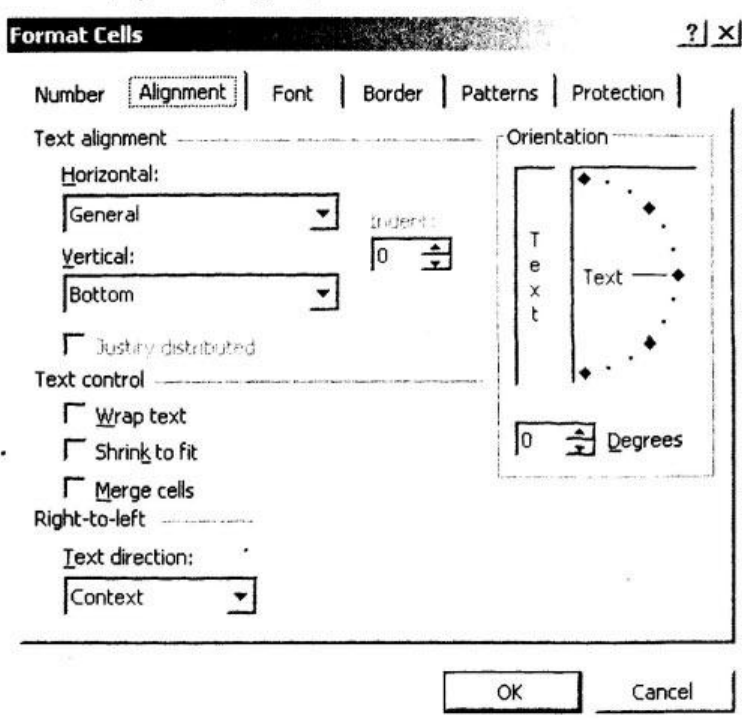 Format Cells ? ×
Number Alignment Font Border Patterns Protection
Text alignment
Horizontal:
General
Indent:
0
Vertical:
Bottom
Justify distributed
Text control
Wrap text
Shrink to fit
Merge cells
Right-to-left
Text direction:
Context
Orientation
Text
Text
0 Degrees
OK Cancel